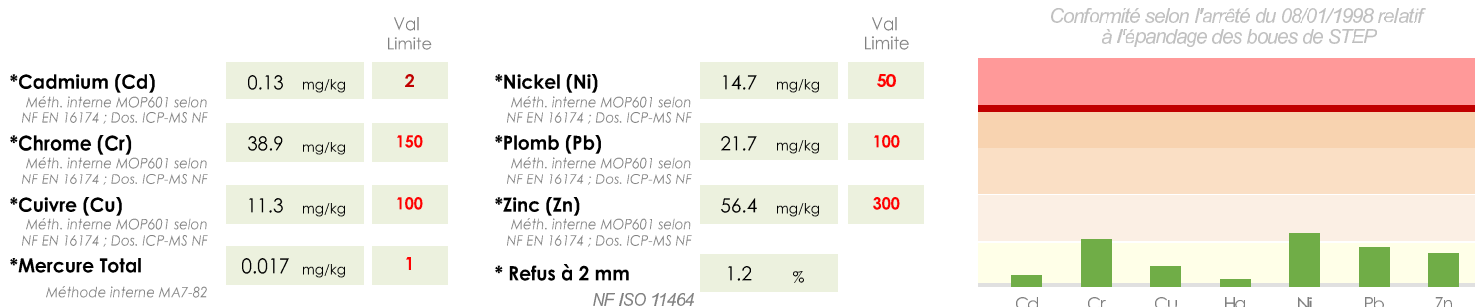 Val
Limite
*Cadmium (Cd)
0.13 mg/kg
2
Méth. interne MOP601 selon
NF EN 16174 ; Dos. ICP-MS NF
*Chrome (Cr)
38.9 mg/kg
150
Méth. interne MOP601 selon
NF EN 16174 ; Dos. ICP-MS NF
*Cuivre (Cu)
11.3 mg/kg
100
Méth. interne MOP601 selon
NF EN 16174 ; Dos. ICP-MS NF
*Mercure Total
0.017 mg/kg
1
Méthode interne MA7-82
Val
Limite
*Nickel (Ni)
14.7 mg/kg
50
Méth. interne MOP601 selon
NF EN 16174 ; Dos. ICP-MS NF
*Plomb (Pb)
21.7 mg/kg
100
Méth. interne MOP601 selon
NF EN 16174 ; Dos. ICP-MS NF
*Zinc (Zn)
56.4 mg/kg
300
Méth. interne MOP601 selon
NF EN 16174 ; Dos. ICP-MS NF
* Refus à 2 mm
1.2 %
NF ISO 11464
Conformité selon l'arrêté du 08/01/1998 relatif
à l'épandage des boues de STEP
Cd Cr Cu Hg Ni Pb Zn